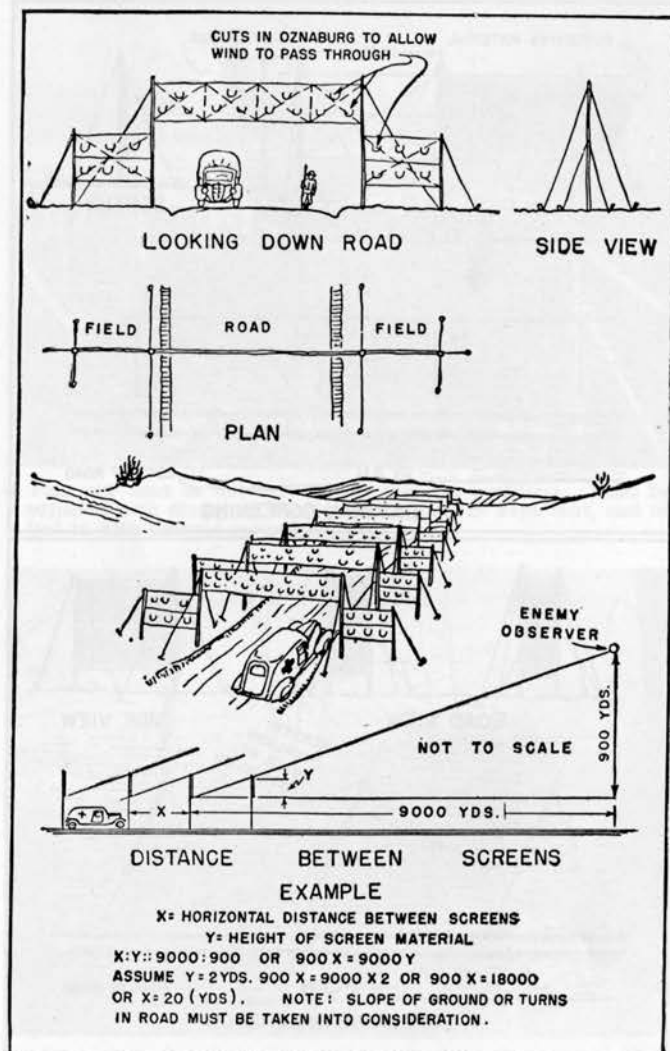 CUTS IN OZNABURG TO ALLOW
WIND TO PASS THROUGH
LOOKING DOWN ROAD
SIDE VIEW
FIELD
ROAD
FIELD
PLAN
ENEMY
OBSERVER
900 YDS.
NOT TO SCALE
Y
X
9000 YDS.
DISTANCE BETWEEN SCREENS
EXAMPLE
X= HORIZONTAL DISTANCE BETWEEN SCREENS
Y= HEIGHT OF SCREEN MATERIAL
X:Y::9000:900 OR 900 X=9000 Y
ASSUME Y=2YDS. 900 X=9000 X2 OR 900 X=18000
OR X=20 (YDS). NOTE: SLOPE OF GROUND OR TURNS
IN ROAD MUST BE TAKEN INTO CONSIDERATION.